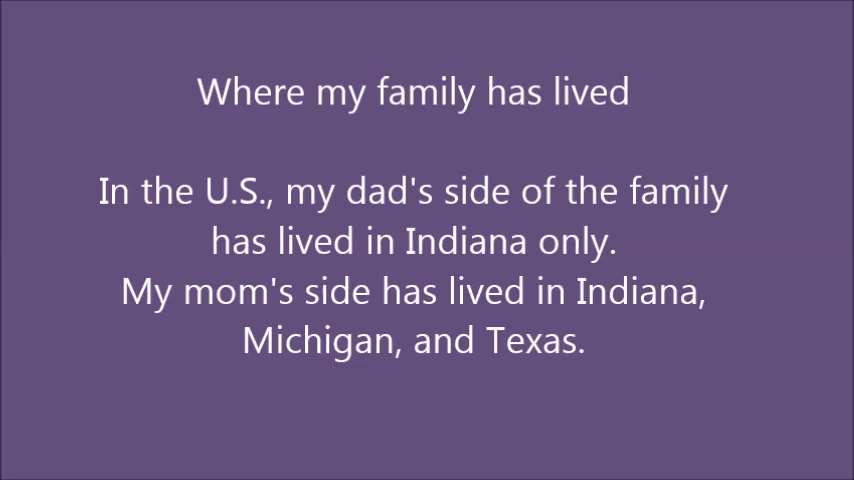 Where my family has lived
In the U.S., my dad's side of the family
has lived in Indiana only.
My mom's side has lived in Indiana,
Michigan, and Texas.